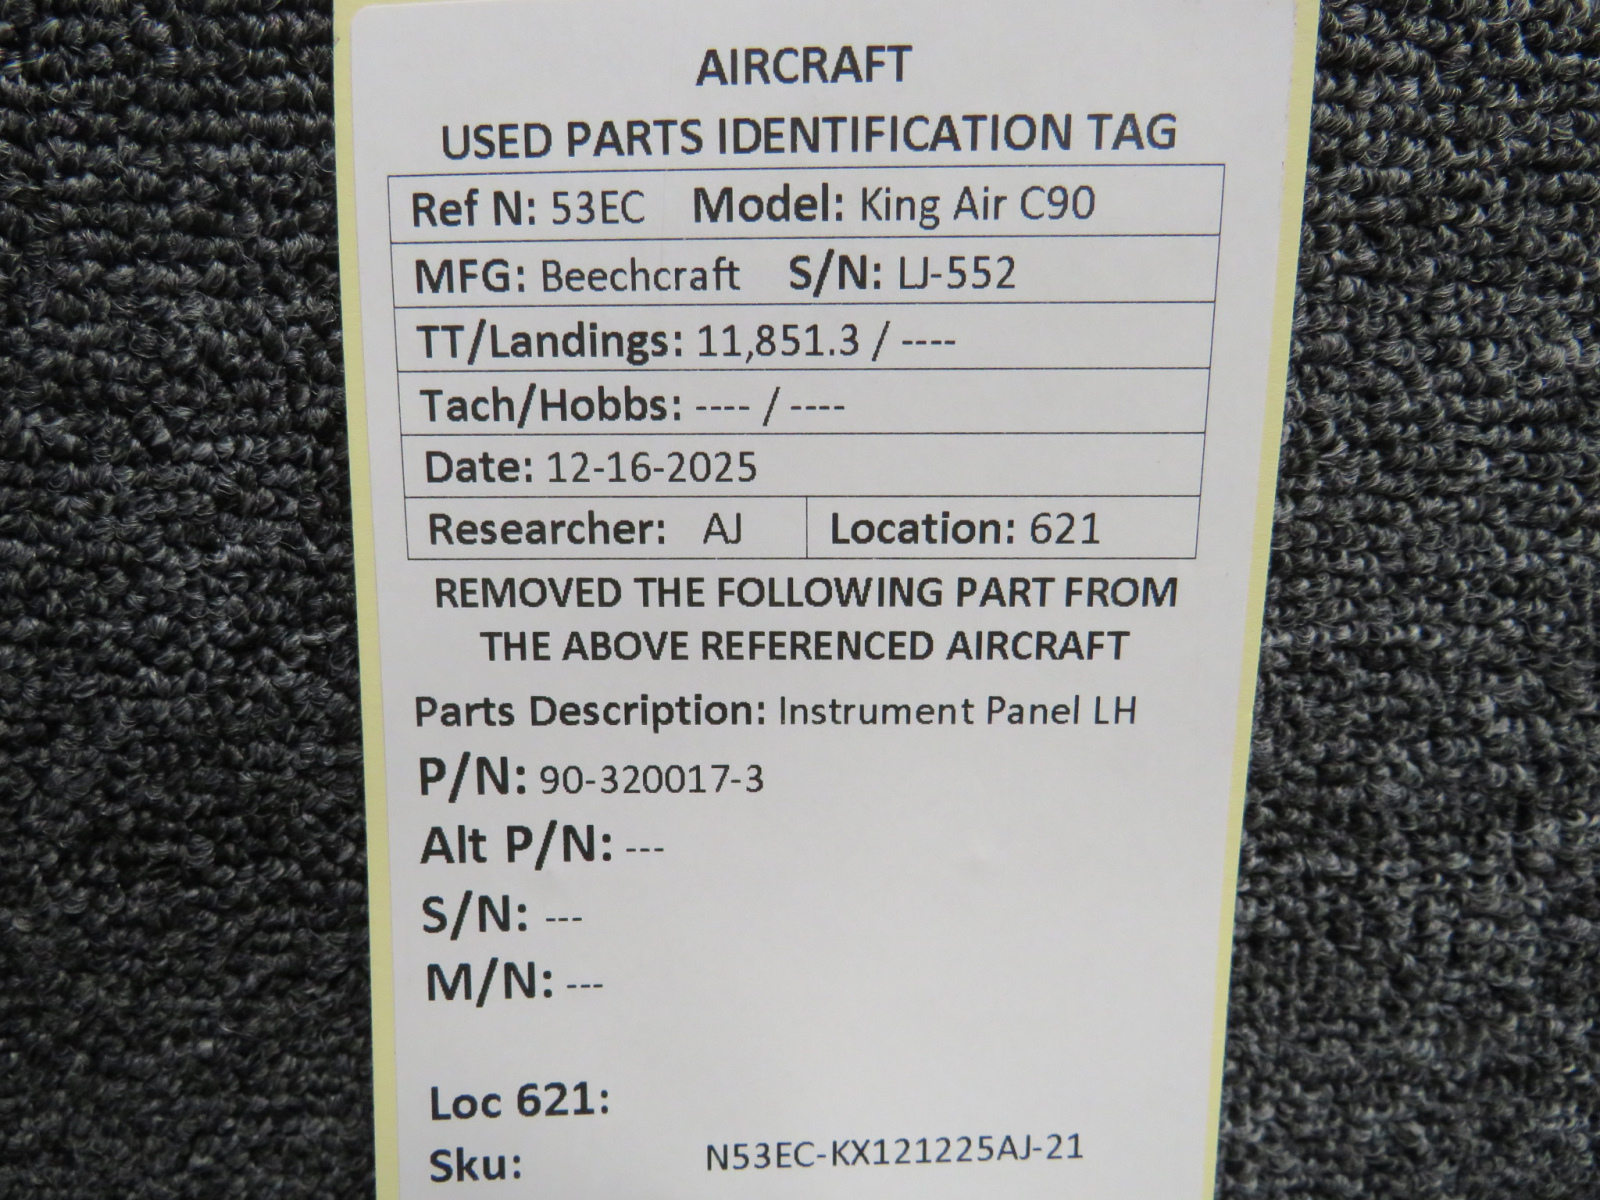 AIRCRAFT
USED PARTS IDENTIFICATION TAG
Ref N: 53EC Model: King Air C90
MFG: Beechcraft S/N: LJ-552
TT/Landings: 11,851.3 / ----
Tach/Hobbs: ---- / ----
Date: 12-16-2025
Researcher: AJ Location: 621
REMOVED THE FOLLOWING PART FROM
THE ABOVE REFERENCED AIRCRAFT
Parts Description: Instrument Panel LH
P/N: 90-320017-3
Alt P/N: ---
S/N: ---
M/N: ---
Loc 621:
Sku: N53EC-KX121225AJ-21